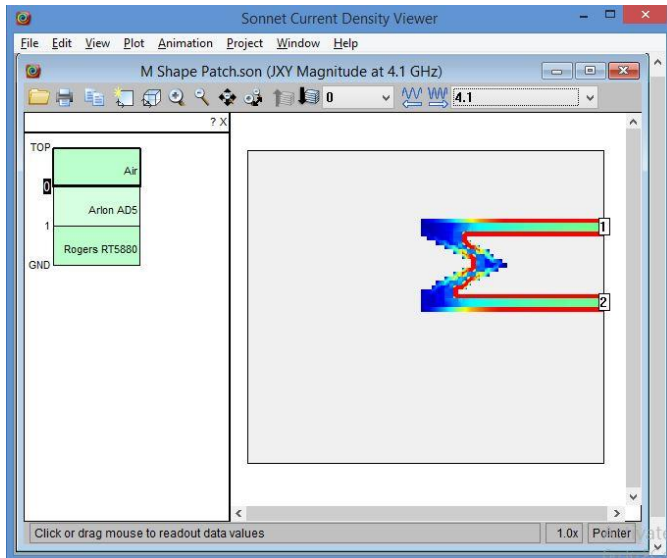 Sonnet Current Density Viewer
File Edit View Plot Animation Project Window Help
M Shape Patch.son (JXY Magnitude at 4.1 GHz)
0 4.1
? X
TOP
Air
0
Arlon AD5
1
Rogers RT5880
GND
1
2
Click or drag mouse to readout data values 1.0x Pointer